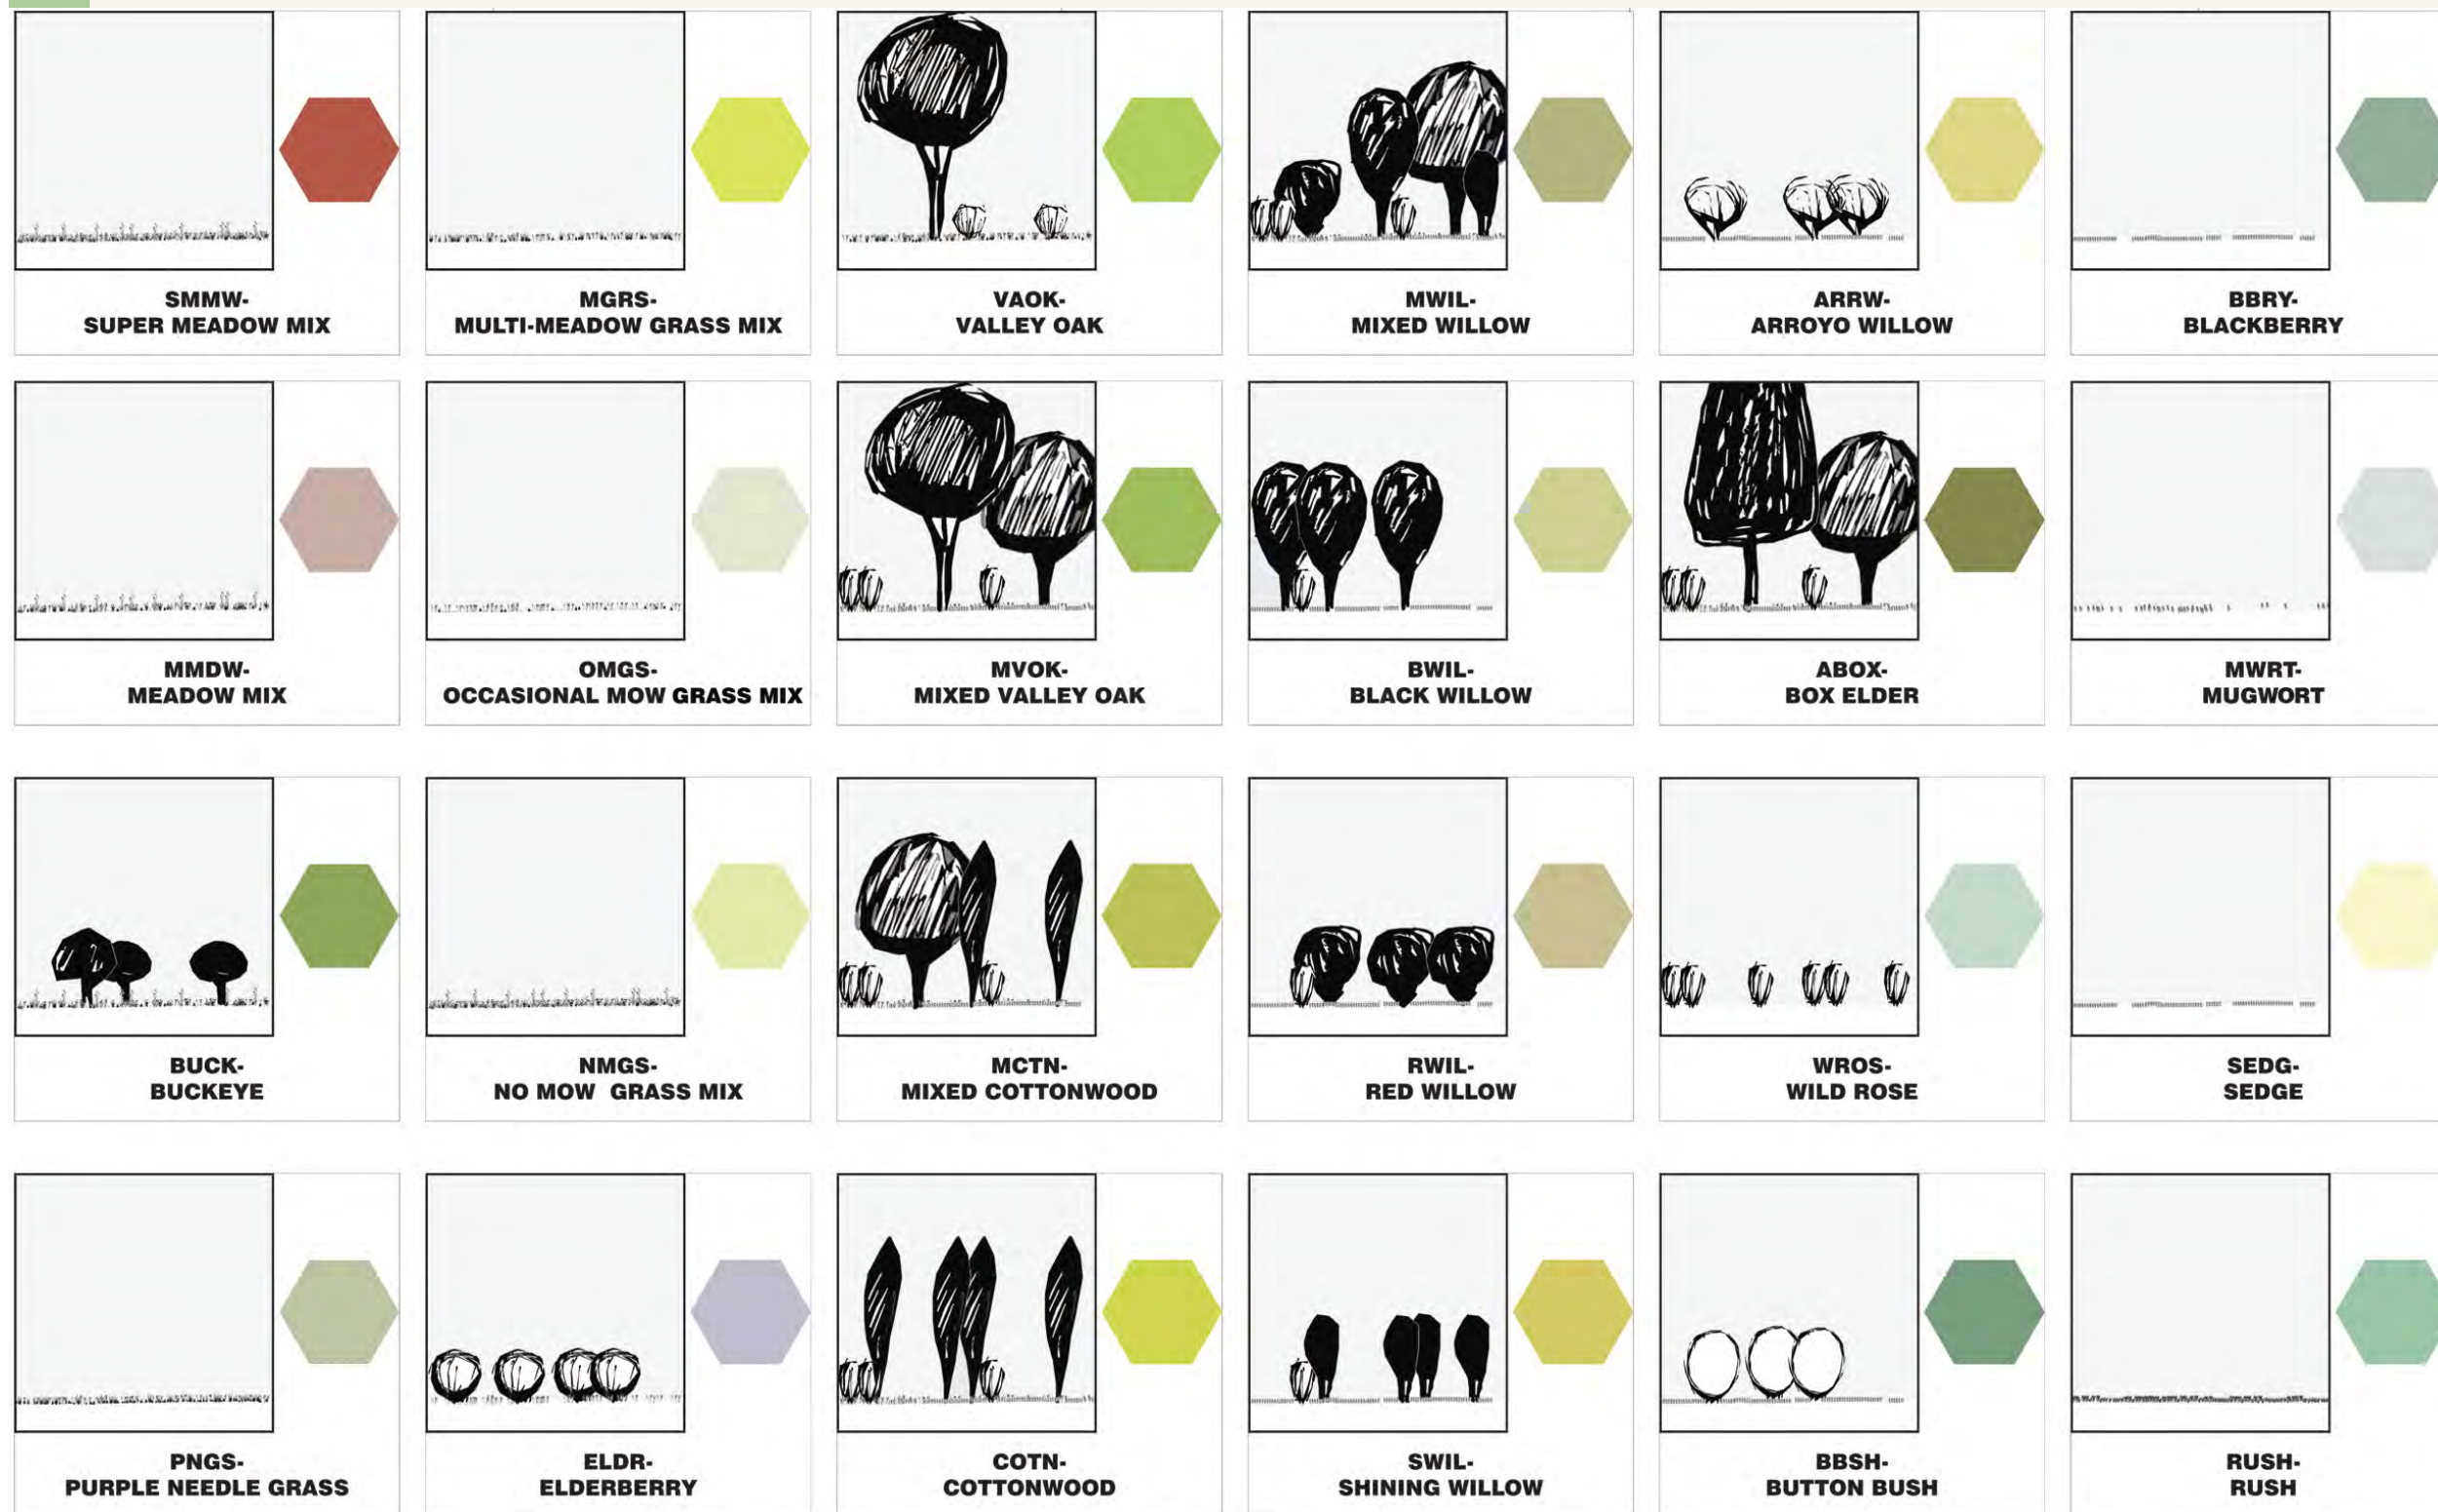 SMMW-
SUPER MEADOW MIX
MGRS-
MULTI-MEADOW GRASS MIX
VAOK-
VALLEY OAK
MWIL-
MIXED WILLOW
ARRW-
ARROYO WILLOW
BBRY-
BLACKBERRY
MMDW-
MEADOW MIX
OMGS-
OCCASIONAL MOW GRASS MIX
MVOK-
MIXED VALLEY OAK
BWIL-
BLACK WILLOW
ABOX-
BOX ELDER
MWRT-
MUGWORT
BUCK-
BUCKEYE
NMGS-
NO MOW GRASS MIX
MCTN-
MIXED COTTONWOOD
RWIL-
RED WILLOW
WROS-
WILD ROSE
SEDG-
SEDGE
PNGS-
PURPLE NEEDLE GRASS
ELDR-
ELDERBERRY
COTN-
COTTONWOOD
SWIL-
SHINING WILLOW
BBSH-
BUTTON BUSH
RUSH-
RUSH